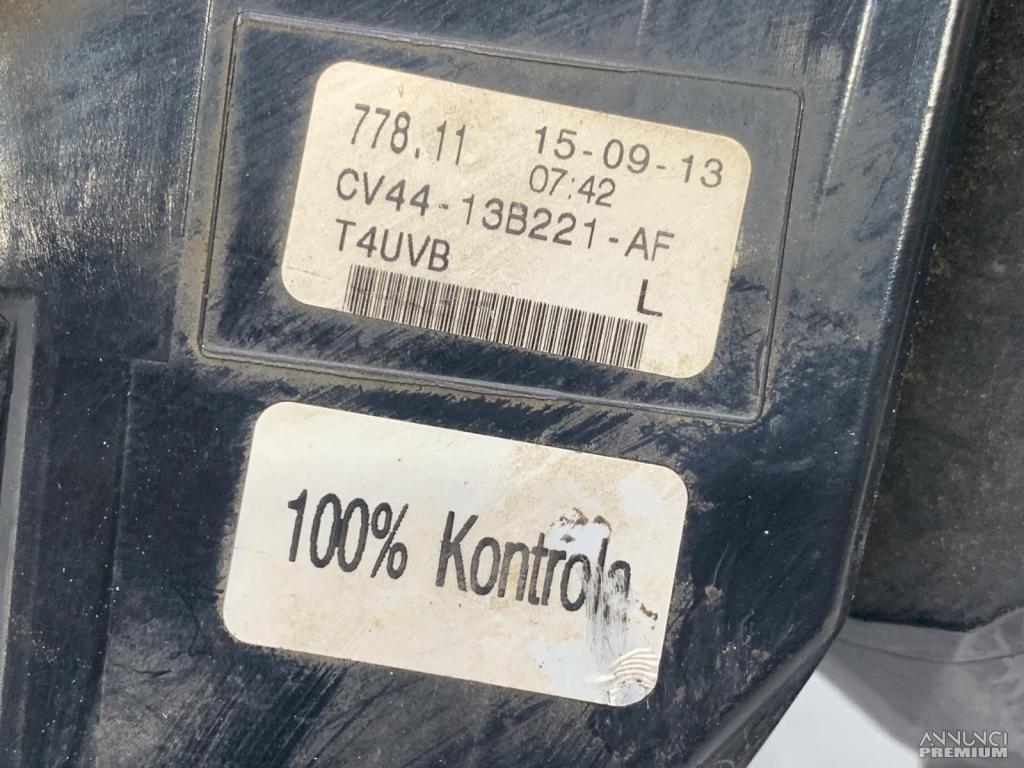 778.11 15-09-13
07:42
CV44-13B221-AF
T4UVB
L
100% Kontrola
ANNUNCI
PREMIUM